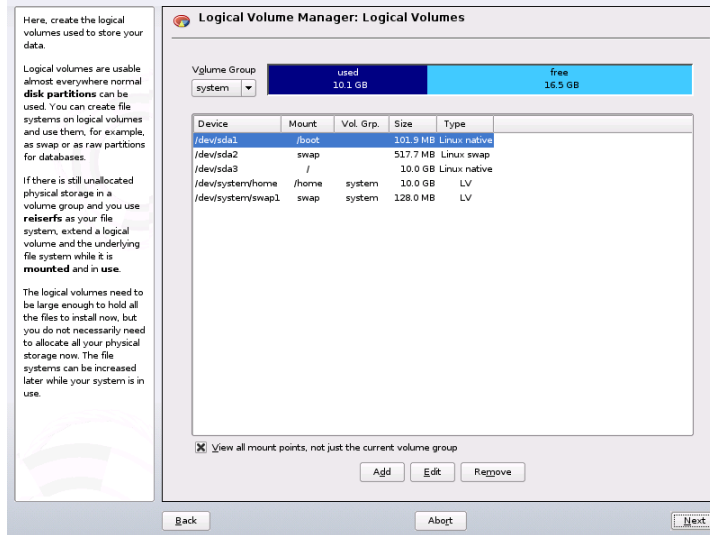 Here, create the logical
volumes used to store your
data.
Logical volumes are usable
almost everywhere normal
disk partitions can be
used. You can create file
systems on logical volumes
and use them, for example,
as swap or as raw partitions
for databases.
If there is still unallocated
physical storage in a
volume group and you use
reiserfs as your file
system, extend a logical
volume and the underlying
file system while it is
mounted and in use.
The logical volumes need to
be large enough to hold all
the files to install now, but
you do not necessarily need
to allocate all your physical
storage now. The file
systems can be increased
later while your system is in
use.
Logical Volume Manager: Logical Volumes
Volume Group
system
used
10.1 GB
free
16.5 GB
Device Mount Vol. Grp. Size Type
/dev/sda1 /boot 101.9 MB Linux native
/dev/sda2 swap 517.7 MB Linux swap
/dev/sda3 / 10.0 GB Linux native
/dev/system/home /home system 10.0 GB LV
/dev/system/swap1 swap system 128.0 MB LV
View all mount points, not just the current volume group
Add Edit Remove
Back Abort Next